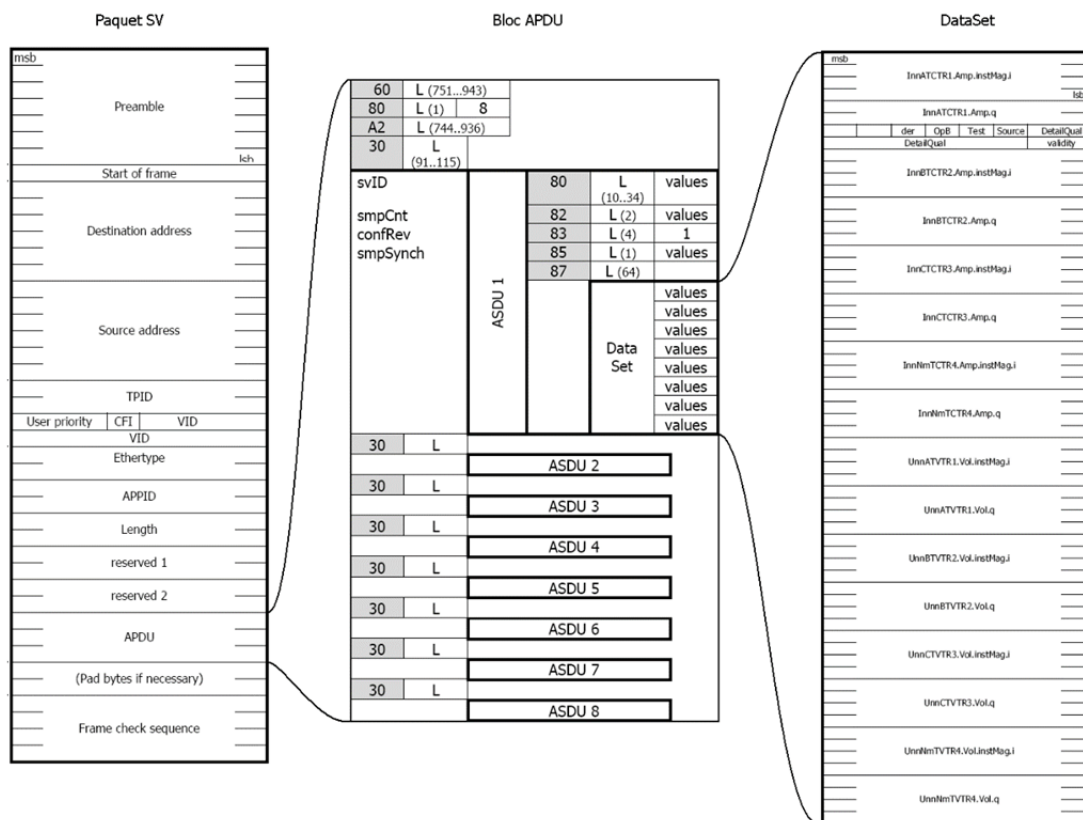 Paquet SV
Bloc APDU
DataSet
msb
Preamble
lsb
Start of frame
Destination address
Source address
TPID
User priority CFI VID
VID
Ethertype
APPID
Length
reserved 1
reserved 2
APDU
(Pad bytes if necessary)
Frame check sequence
60 L (751...943)
80 L (1) 8
A2 L (744..936)
30 L
(91..115)
svID
smpCnt
confRev
smpSynch
ASDU 1
80 L values
(10..34)
82 L (2) values
83 L (4) 1
85 L (1) values
87 L (64)
Data
Set
values
values
values
values
values
values
values
values
30 L
ASDU 2
30 L
ASDU 3
30 L
ASDU 4
30 L
ASDU 5
30 L
ASDU 6
30 L
ASDU 7
30 L
ASDU 8
msb
InnATCTR1.Amp.instMag.i
lsb
InnATCTR1.Amp.q
der OpB Test Source DetailQual
DetailQual validity
InnBTCTR2.Amp.instMag.i
InnBTCTR2.Amp.q
InnCTCTR3.Amp.instMag.i
InnCTCTR3.Amp.q
InnNmTCTR4.Amp.instMag.i
InnNmTCTR4.Amp.q
UnnATVTR1.Vol.instMag.i
UnnATVTR1.Vol.q
UnnBTVTR2.Vol.instMag.i
UnnBTVTR2.Vol.q
UnnCTVTR3.Vol.instMag.i
UnnCTVTR3.Vol.q
UnnNmTVTR4.Vol.instMag.i
UnnNmTVTR4.Vol.q